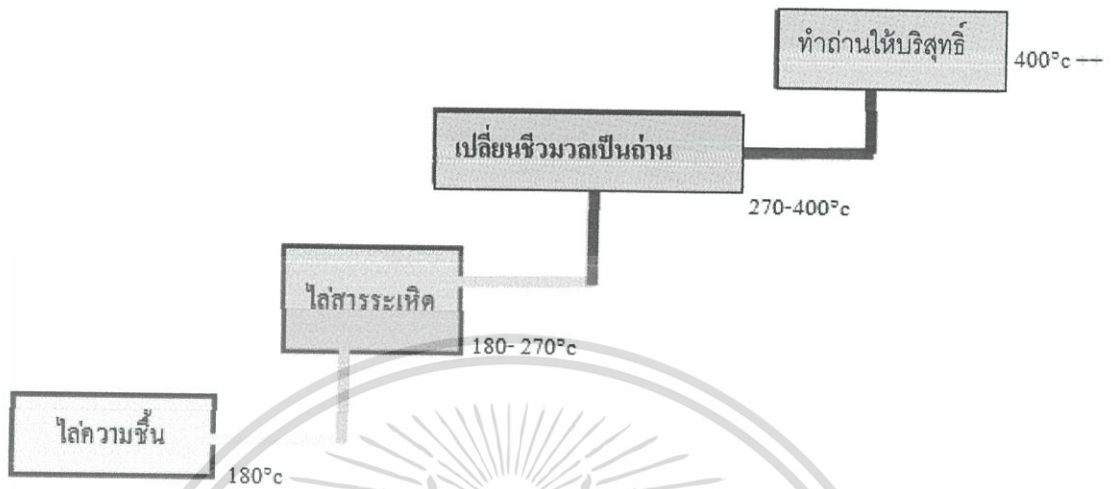 ทำถ่านให้บริสุทธิ์
400°c ++
เปลี่ยนชีวมวลเป็นถ่าน
270-400°c
ไล่สารระเหิด
180- 270°c
ไล่ความชื้น
180°c